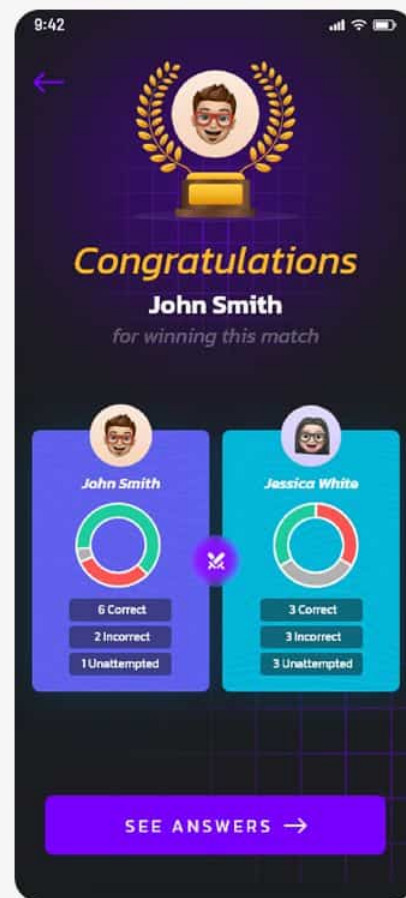 9:42
Congratulations
John Smith
for winning this match
John Smith
Jessica White
6 Correct
3 Correct
2 Incorrect
3 Incorrect
1 Unattempted
3 Unattempted
SEE ANSWERS